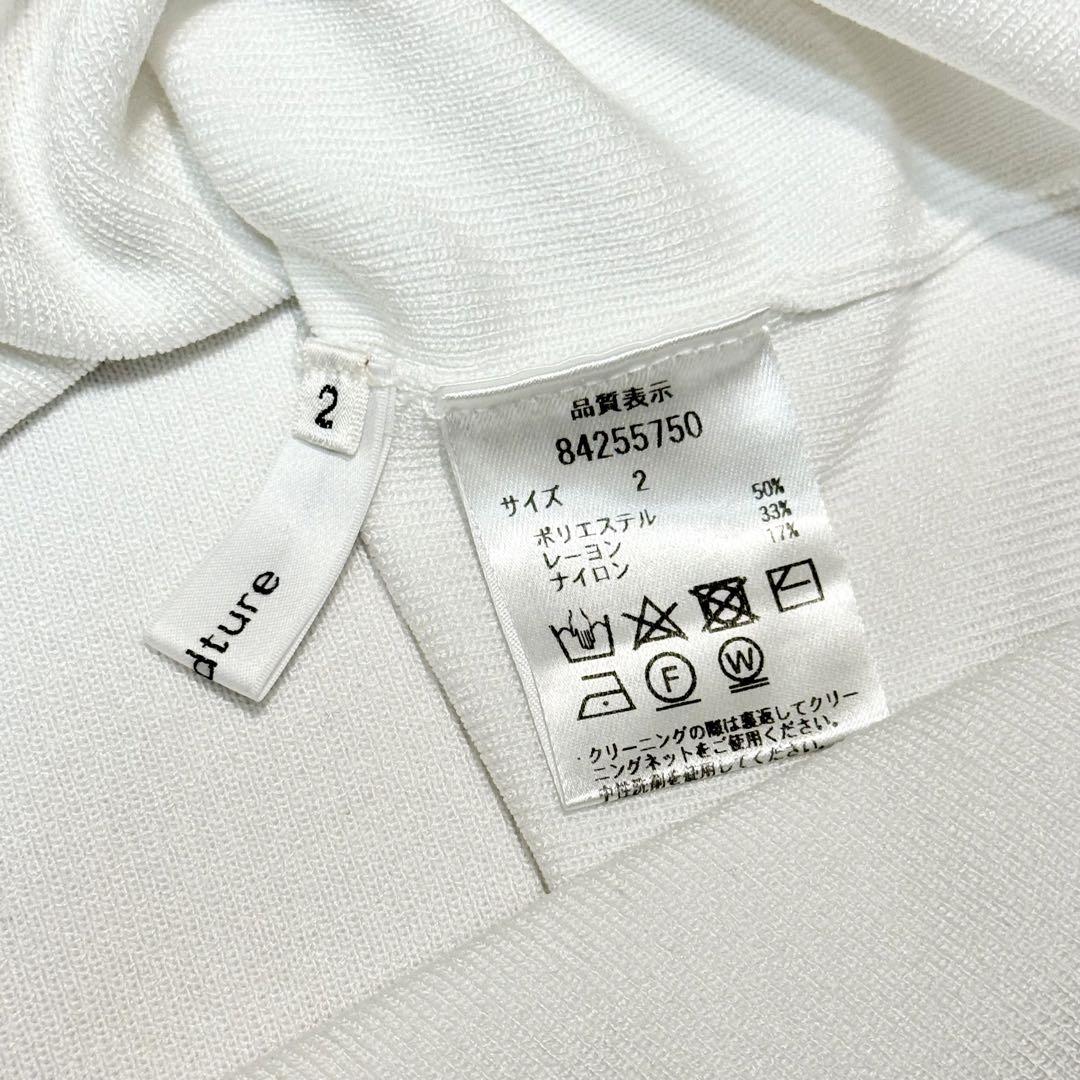 2
dture
品質表示
84255750
サイズ 2
ポリエステル 50%
レーヨン 33%
ナイロン 17%
F W
クリーニングの際は裏返してクリー
ニングネットをご使用ください。
中性洗剤を使用してください。